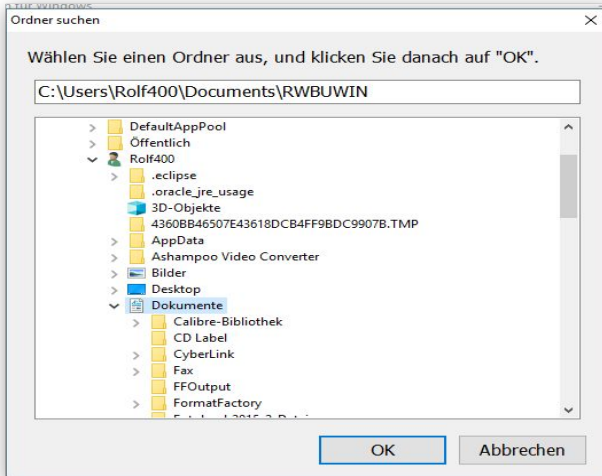 für Windows
Ordner suchen
Wählen Sie einen Ordner aus, und klicken Sie danach auf "OK".
C:\Users\Rolf400\Documents\RWBUWIN
DefaultAppPool
Öffentlich
Rolf400
.eclipse
.oracle_jre_usage
3D-Objekte
4360BB46507E43618DCB4FF9BDC9907B.TMP
AppData
Ashampoo Video Converter
Bilder
Desktop
Dokumente
Calibre-Bibliothek
CD Label
CyberLink
Fax
FFOutput
FormatFactory
OK Abbrechen